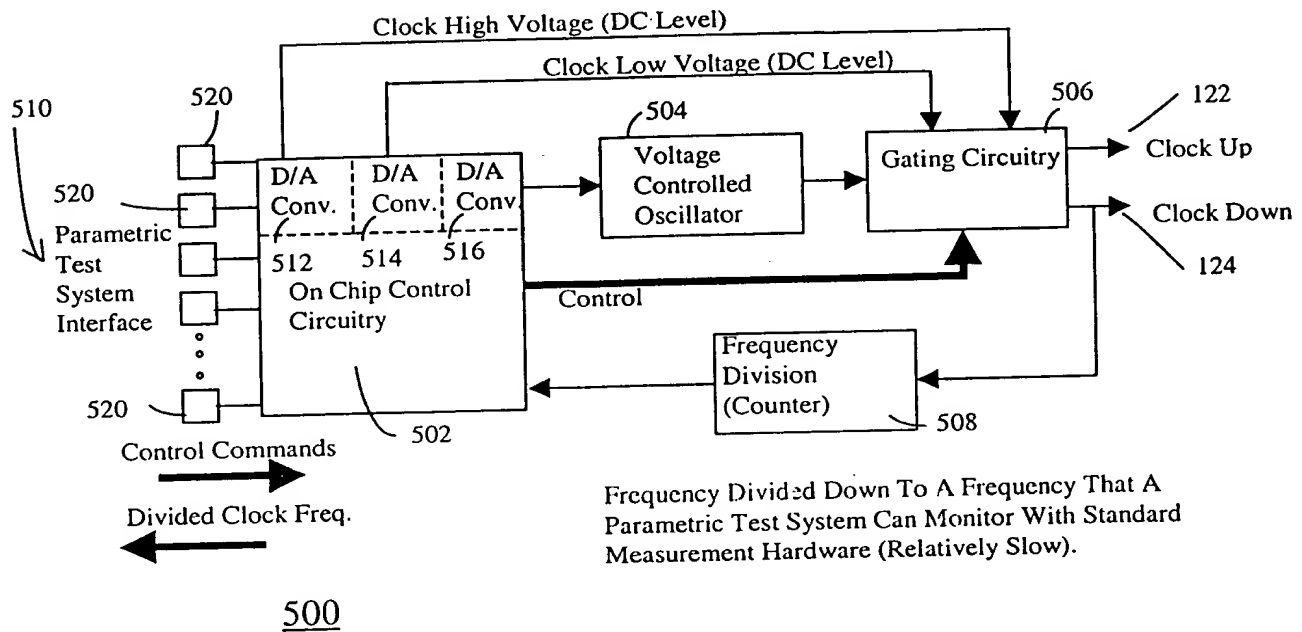 Clock High Voltage (DC Level)
Clock Low Voltage (DC Level)
510
520
504
506
122
D/A
Conv.
D/A
Conv.
D/A
Conv.
Voltage
Controlled
Oscillator
Gating Circuitry
Clock Up
520
Clock Down
Parametric
Test
System
Interface
512
514
516
124
On Chip Control
Circuitry
Control
Frequency
Division
(Counter)
520
502
508
Control Commands
Divided Clock Freq.
Frequency Divided Down To A Frequency That A
Parametric Test System Can Monitor With Standard
Measurement Hardware (Relatively Slow).
500